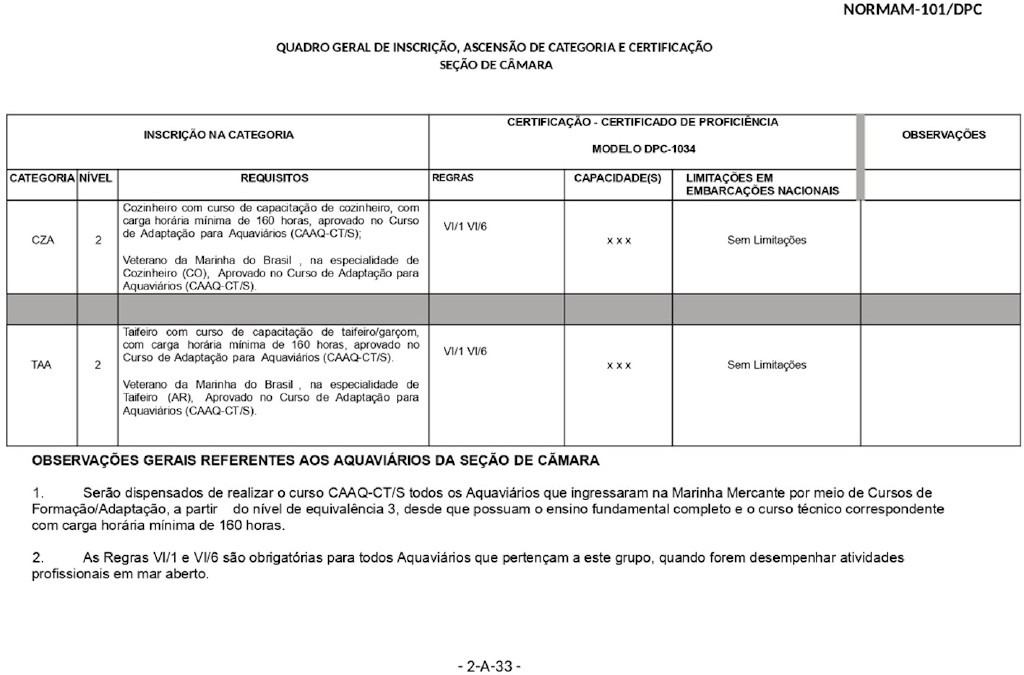 NORMAM-101/DPC
QUADRO GERAL DE INSCRIÇÃO, ASCENSÃO DE CATEGORIA E CERTIFICAÇÃO
SEÇÃO DE CÂMARA
INSCRIÇÃO NA CATEGORIA
CERTIFICAÇÃO - CERTIFICADO DE PROFICIÊNCIA
MODELO DPC-1034
OBSERVAÇÕES
CATEGORIA NÍVEL REQUISITOS REGRAS CAPACIDADE(S) LIMITAÇÕES EM
EMBARCAÇÕES NACIONAIS
CZA
2
Cozinheiro com curso de capacitação de cozinheiro, com
carga horária mínima de 160 horas, aprovado no Curso
de Adaptação para Aquaviários (CAAQ-CT/S);
Veterano da Marinha do Brasil , na especialidade de
Cozinheiro (CO), Aprovado no Curso de Adaptação para
Aquaviários (CAAQ-CT/S).
VI/1 VI/6
x x x
Sem Limitações
TAA
2
Taifeiro com curso de capacitação de taifeiro/garçom,
com carga horária mínima de 160 horas, aprovado no
Curso de Adaptação para Aquaviários (CAAQ-CT/S).
Veterano da Marinha do Brasil , na especialidade de
Taifeiro (AR), Aprovado no Curso de Adaptação para
Aquaviários (CAAQ-CT/S).
VI/1 VI/6
x x x
Sem Limitações
OBSERVAÇÕES GERAIS REFERENTES AOS AQUAVIÁRIOS DA SEÇÃO DE CÂMARA
1. Serão dispensados de realizar o curso CAAQ-CT/S todos os Aquaviários que ingressaram na Marinha Mercante por meio de Cursos de
Formação/Adaptação, a partir do nível de equivalência 3, desde que possuam o ensino fundamental completo e o curso técnico correspondente
com carga horária mínima de 160 horas.
2. As Regras VI/1 e VI/6 são obrigatórias para todos Aquaviários que pertençam a este grupo, quando forem desempenhar atividades
profissionais em mar aberto.
- 2-A-33 -